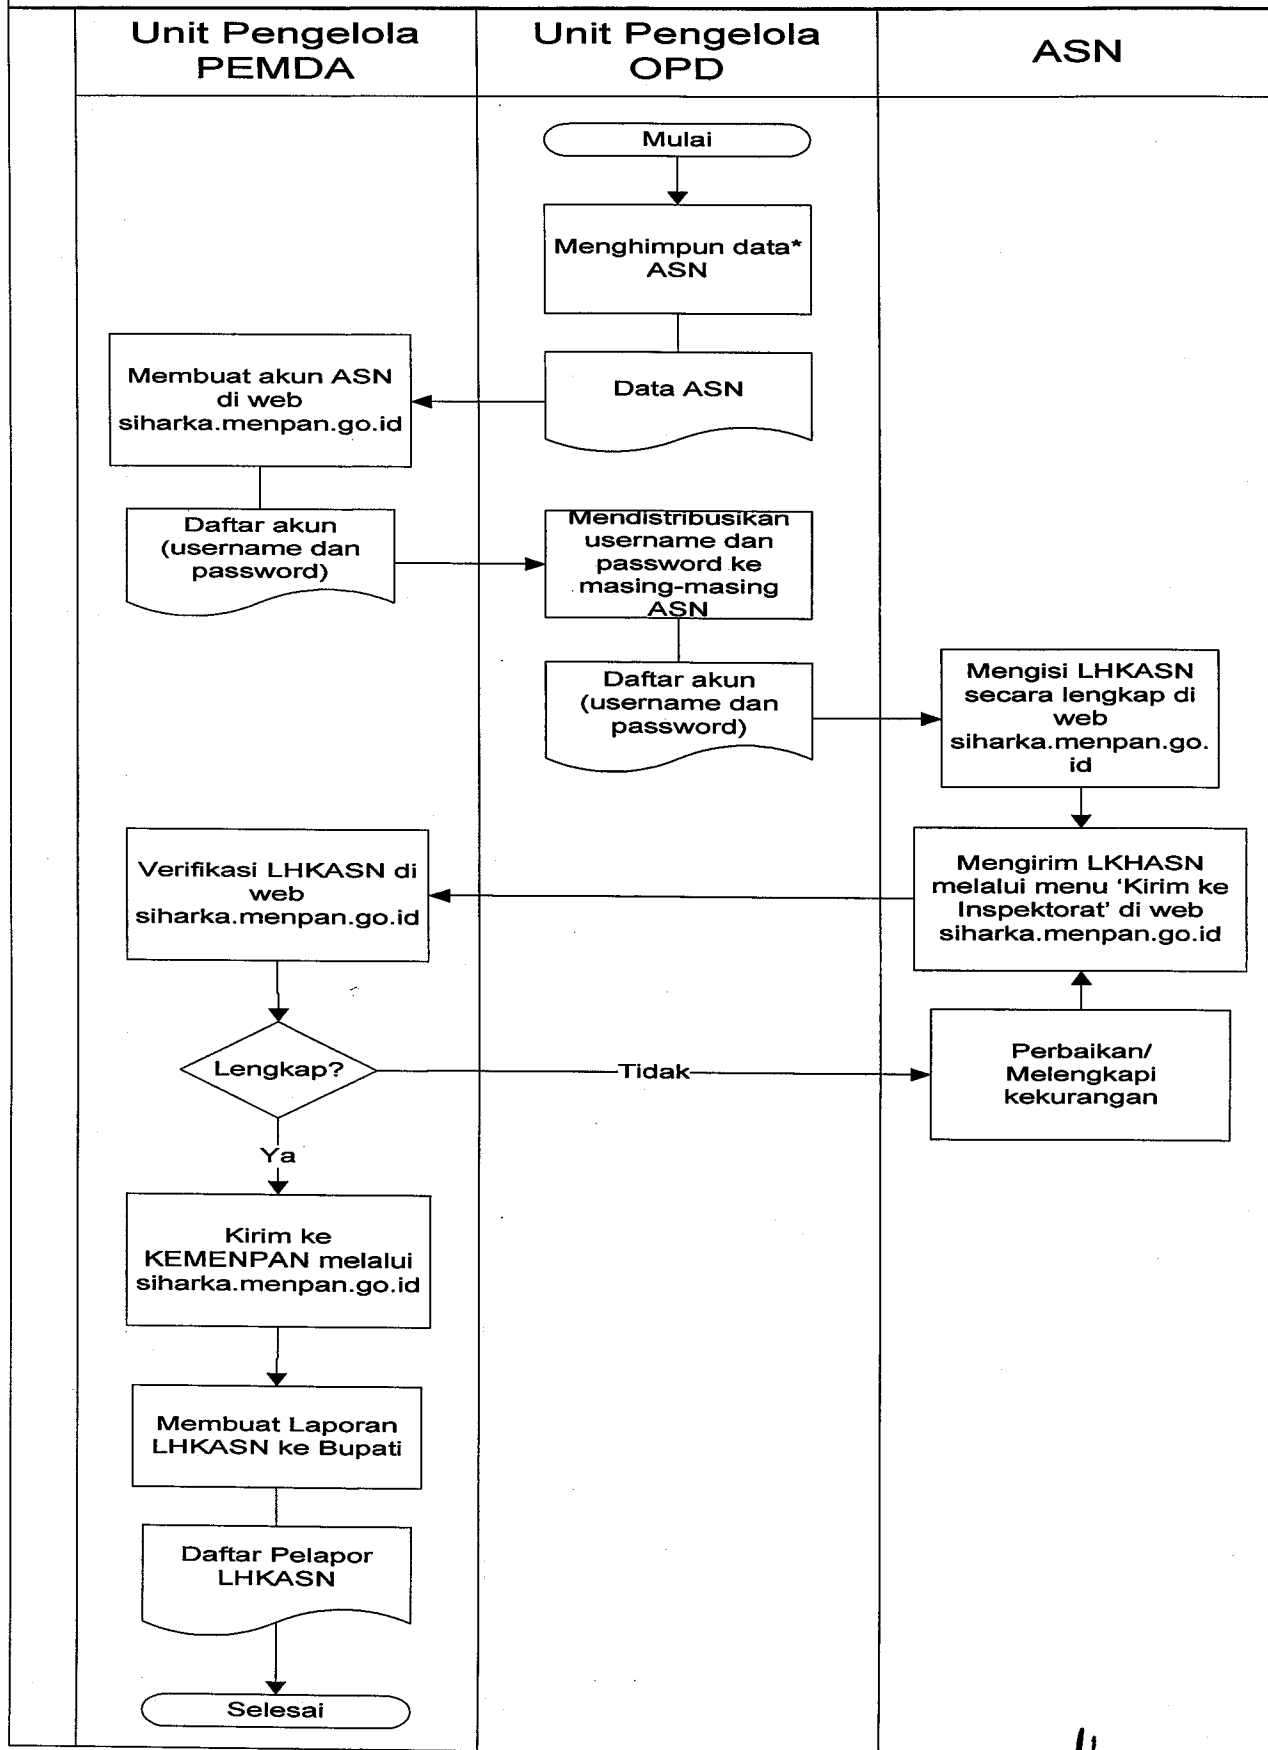 Unit Pengelola
PEMDA
Unit Pengelola
OPD
ASN
Mulai
Menghimpun data*
ASN
Data ASN
Membuat akun ASN
di web
siharka.menpan.go.id
Daftar akun
(username dan
password)
Mendistribusikan
username dan
password ke
masing-masing
ASN
Daftar akun
(username dan
password)
Mengisi LHKASN
secara lengkap di
web
siharka.menpan.go.
id
Mengirim LKHASN
melalui menu ‘Kirim ke
Inspektorat’ di web
siharka.menpan.go.id
Verifikasi LHKASN di
web
siharka.menpan.go.id
Lengkap?
Tidak
Perbaikan/
Melengkapi
kekurangan
Ya
Kirim ke
KEMENPAN melalui
siharka.menpan.go.id
Membuat Laporan
LHKASN ke Bupati
Daftar Pelapor
LHKASN
Selesai